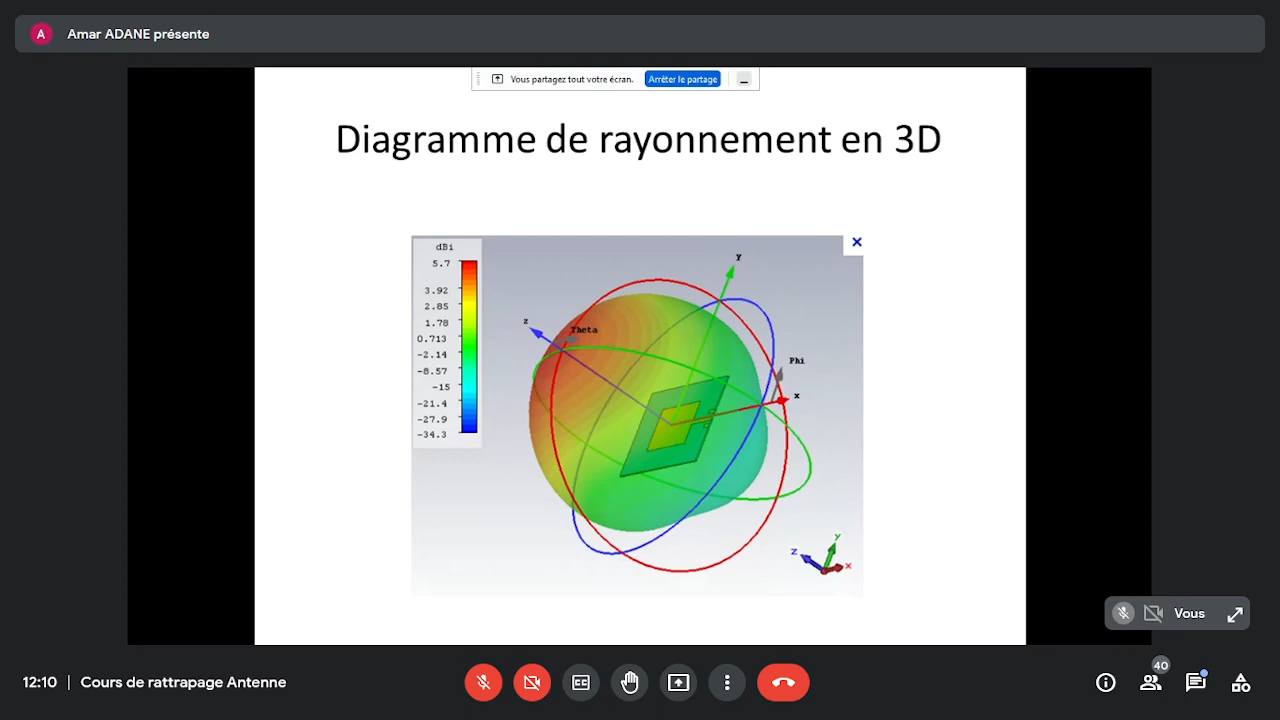 A Amar ADANE présente
Vous partagez tout votre écran. Arrêter le partage
Diagramme de rayonnement en 3D
dBi
5.7
3.92
2.85
1.78
0.713
-2.14
-8.57
-15
-21.4
-27.9
-34.3
y
z
Theta
Phi
x
y
z
x
Vous
12:10 | Cours de rattrapage Antenne
CC
40